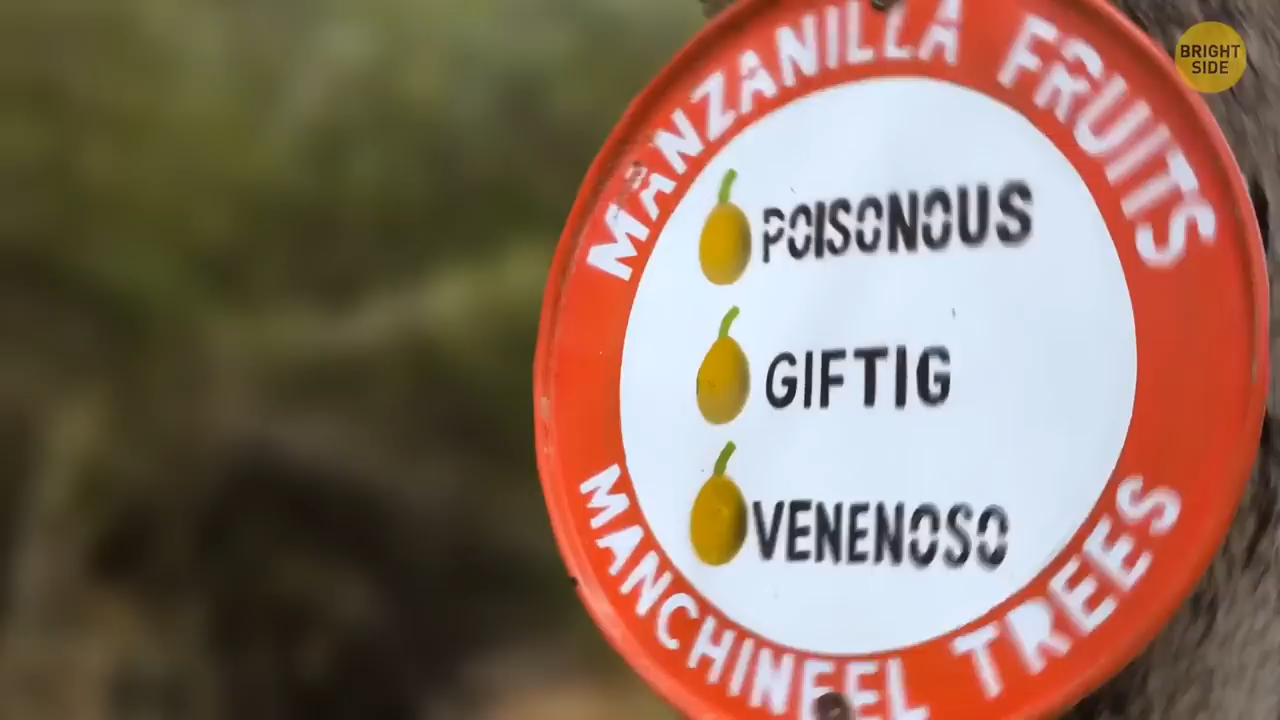 MANZANILLA FRUITS
POISONOUS
GIFTIG
VENENOSO
MANCHINEEL TREES
BRIGHT
SIDE